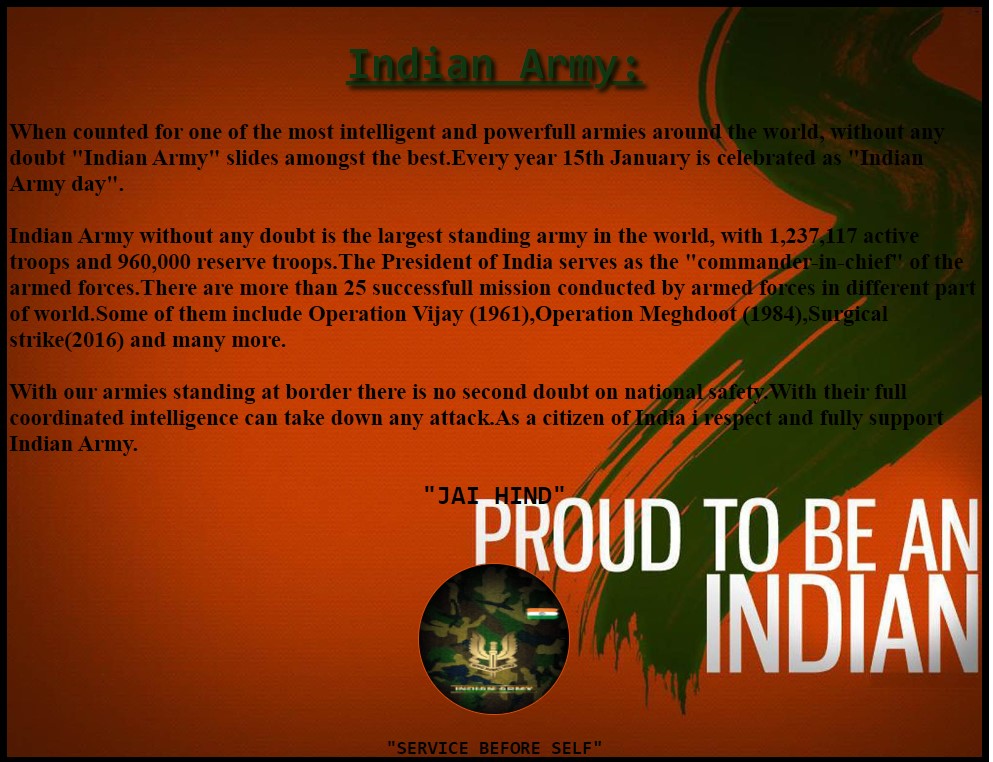 Indian Army:
When counted for one of the most intelligent and powerfull armies around the world, without any
doubt "Indian Army" slides amongst the best.Every year 15th January is celebrated as "Indian
Army day".
Indian Army without any doubt is the largest standing army in the world, with 1,237,117 active
troops and 960,000 reserve troops.The President of India serves as the "commander-in-chief" of the
armed forces.There are more than 25 successfull mission conducted by armed forces in different part
of world.Some of them include Operation Vijay (1961),Operation Meghdoot (1984),Surgical
strike(2016) and many more.
With our armies standing at border there is no second doubt on national safety.With their full
coordinated intelligence can take down any attack.As a citizen of India i respect and fully support
Indian Army.
"JAI HIND"
PROUD TO BE AN
INDIAN
INDIAN ARMY
"SERVICE BEFORE SELF"